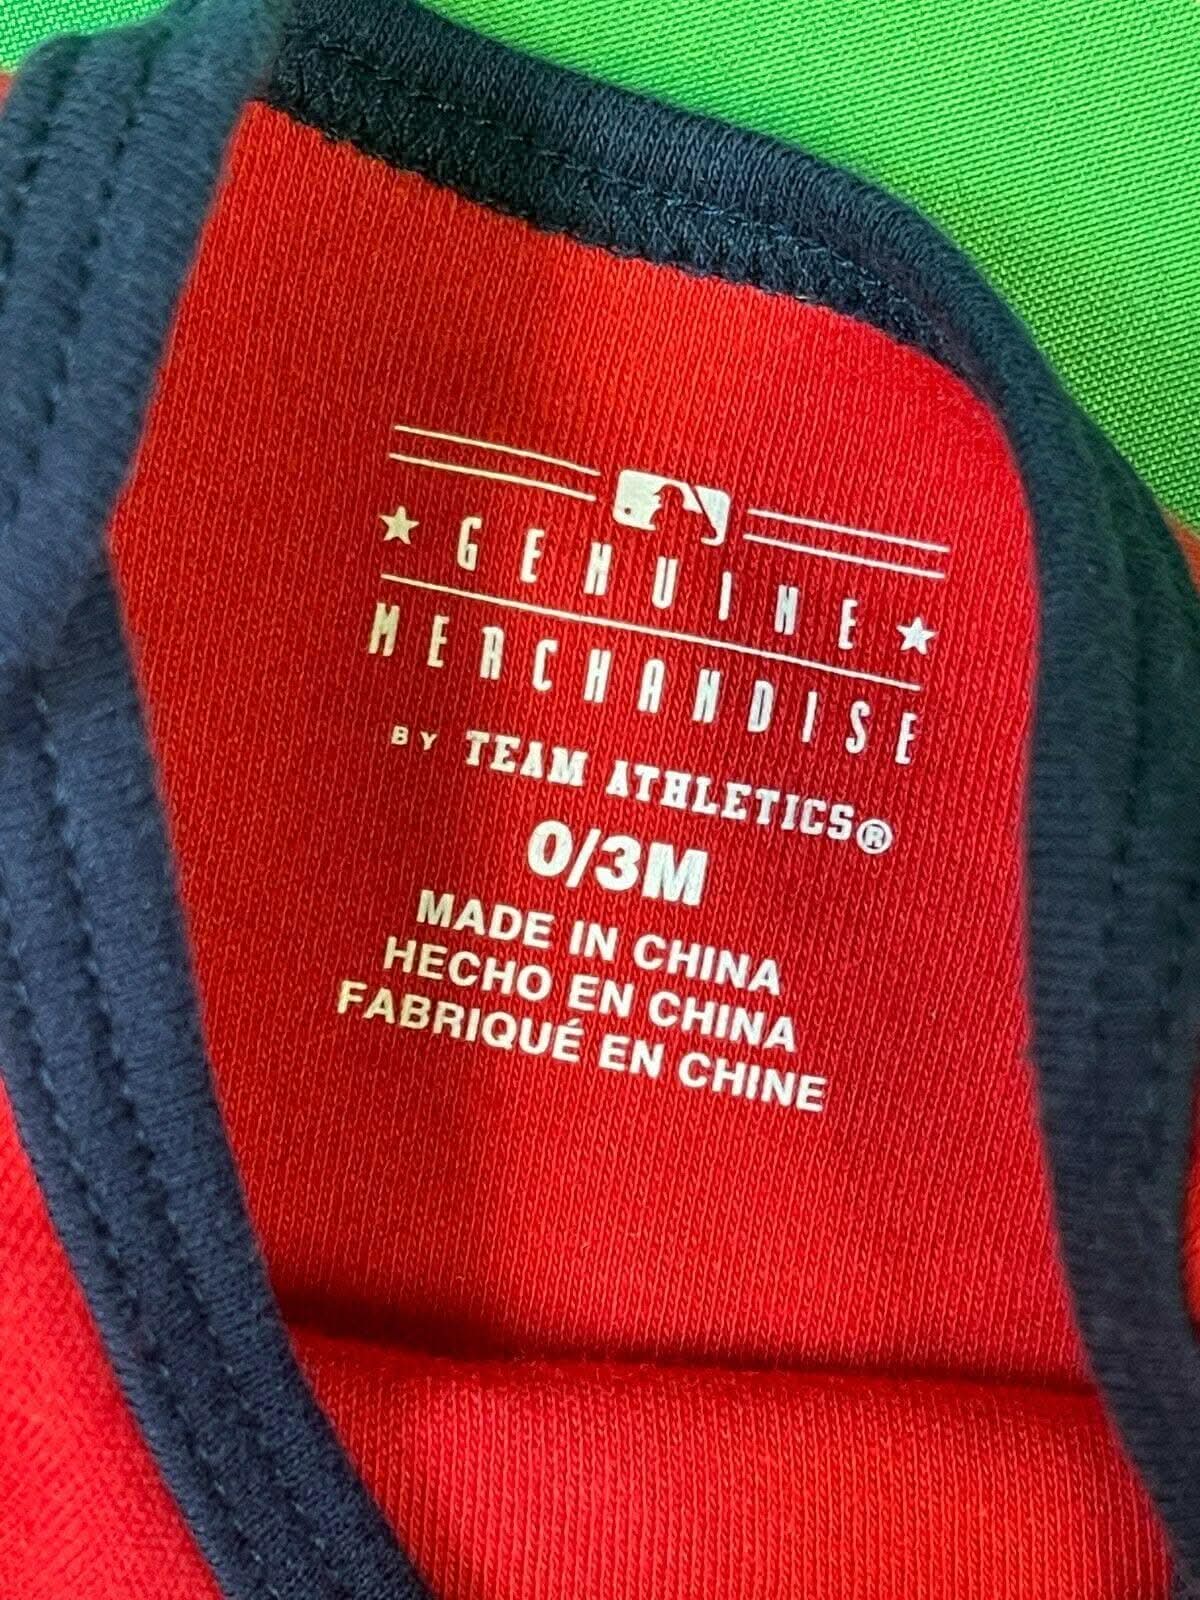 ★ GENUINE ★
MERCHANDISE
BY TEAM ATHLETICS®
0/3M
MADE IN CHINA
HECHO EN CHINA
FABRIQUÉ EN CHINE